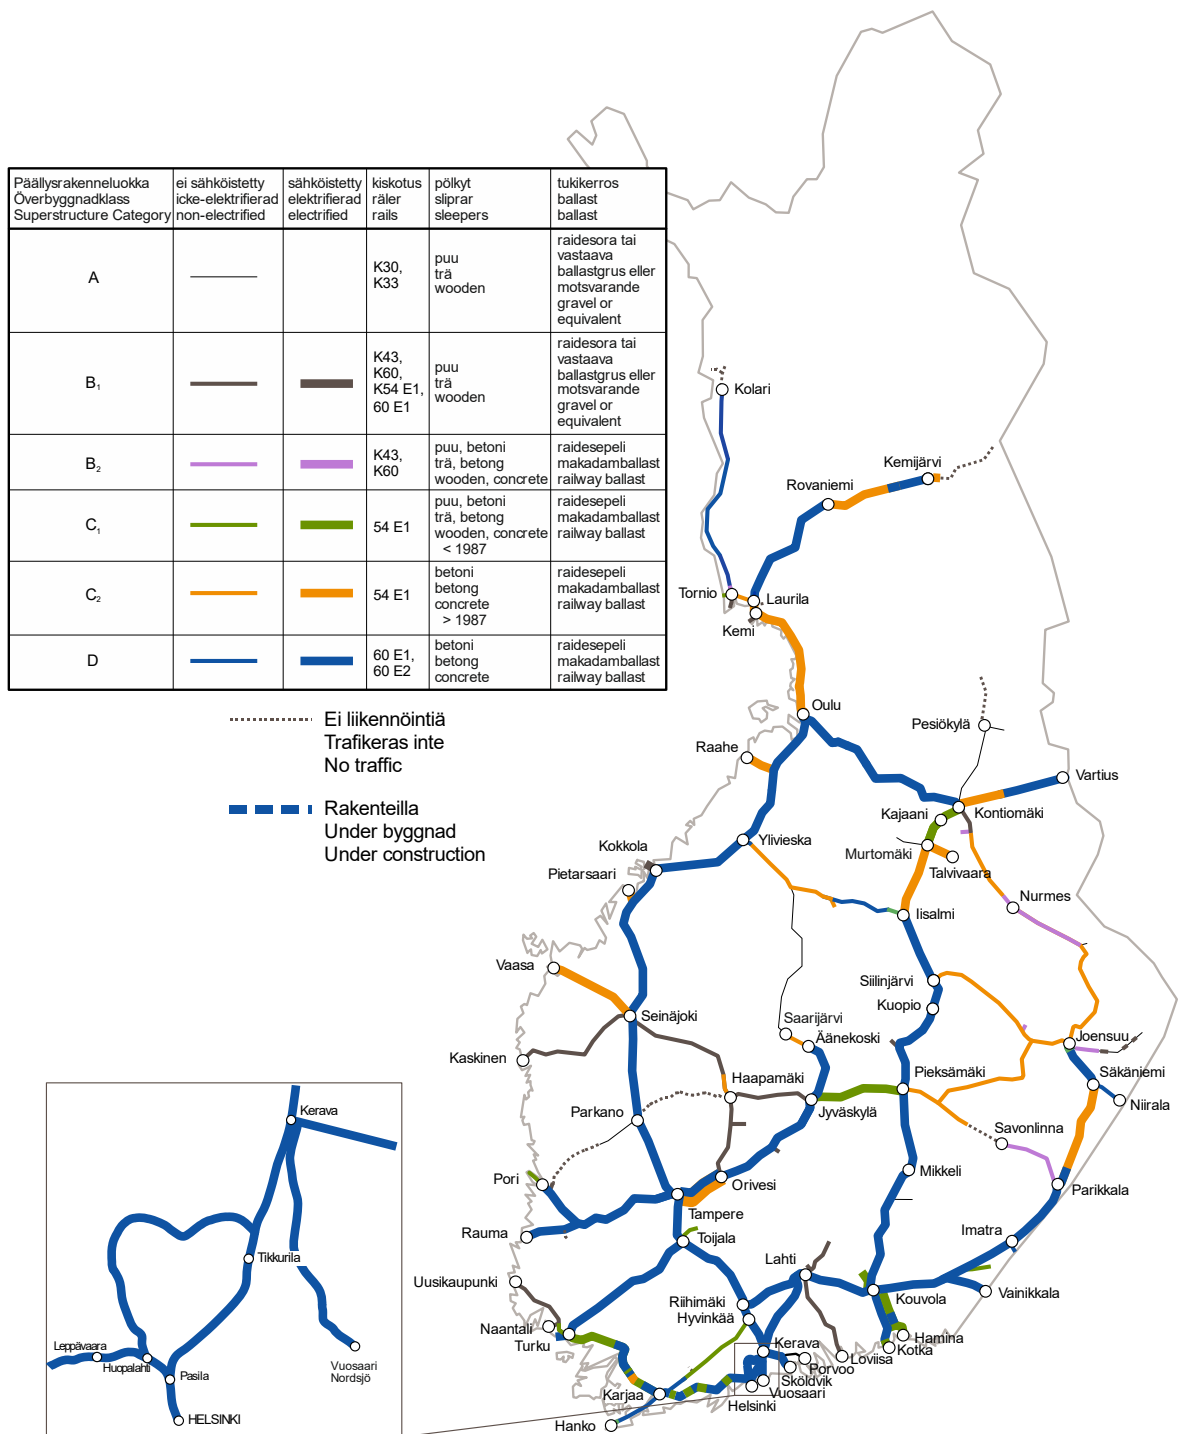 Päällysrakenneluokka
Överbyggnadklass
Superstructure Category
ei sähköistetty
icke-elektrifierad
non-electrified
sähköistetty
elektrifierad
electrified
kiskotus
räler
rails
pölkyt
sliprar
sleepers
tukikerros
ballast
ballast
A
K30,
K33
puu
trä
wooden
raidesora tai
vastaava
ballastgrus eller
motsvarande
gravel or
equivalent
B₁
K43,
K60,
K54 E1,
60 E1
puu
trä
wooden
raidesora tai
vastaava
ballastgrus eller
motsvarande
gravel or
equivalent
B₂
K43,
K60
puu, betoni
trä, betong
wooden, concrete
raidesepeli
makadamballast
railway ballast
C₁
54 E1
puu, betoni
trä, betong
wooden, concrete
< 1987
raidesepeli
makadamballast
railway ballast
C₂
54 E1
betoni
betong
concrete
> 1987
raidesepeli
makadamballast
railway ballast
D
60 E1,
60 E2
betoni
betong
concrete
raidesepeli
makadamballast
railway ballast
Ei liikennöintiä
Trafikeras inte
No traffic
Rakenteilla
Under byggnad
Under construction
Kolari
Kemijärvi
Rovaniemi
Tornio
Laurila
Kemi
Oulu
Pesiökylä
Raahe
Vartius
Kajaani
Kontiomäki
Ylivieska
Kokkola
Murtomäki
Talvivaara
Pietarsaari
Nurmes
Iisalmi
Vaasa
Siilinjärvi
Kuopio
Seinäjoki
Saarijärvi
Äänekoski
Joensuu
Kaskinen
Haapamäki
Pieksämäki
Säkäniemi
Niirala
Parkano
Jyväskylä
Savonlinna
Pori
Orivesi
Mikkeli
Parikkala
Tampere
Rauma
Toijala
Imatra
Lahti
Uusikaupunki
Vainikkala
Riihimäki
Kouvola
Hyvinkää
Naantali
Turku
Hamina
Kotka
Kerava
Loviisa
Porvoo
Sköldvik
Vuosaari
Karjaa
Helsinki
Hanko
Kerava
Tikkurila
Leppävaara
Huopalahti
Pasila
Vuosaari
Nordsjö
HELSINKI